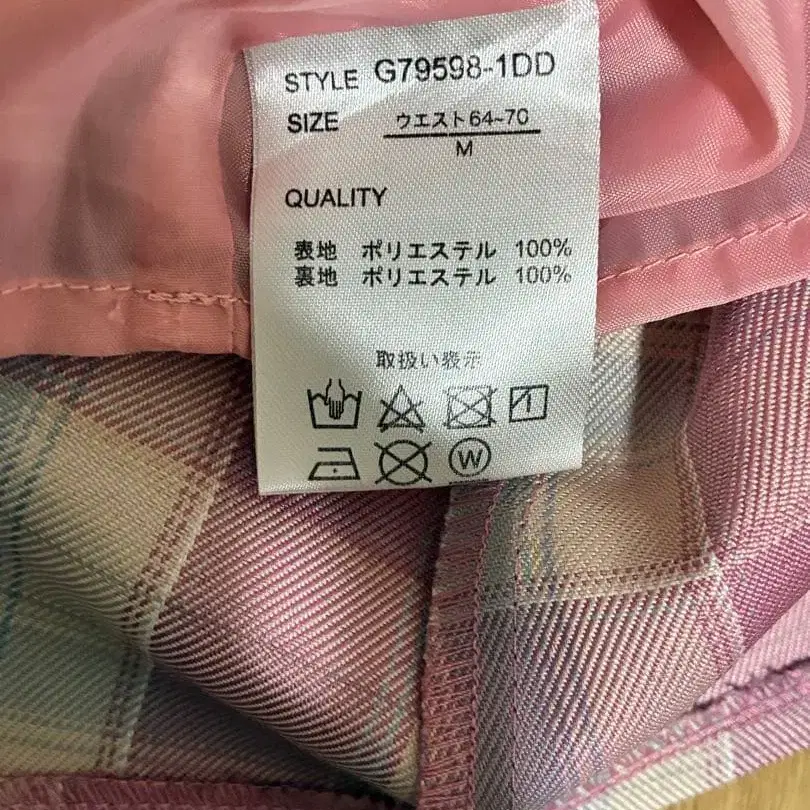 STYLE G79598-1DD
SIZE ウエスト64~70
M
QUALITY
表地 ポリエステル 100%
裏地 ポリエステル 100%
取扱い表示
W